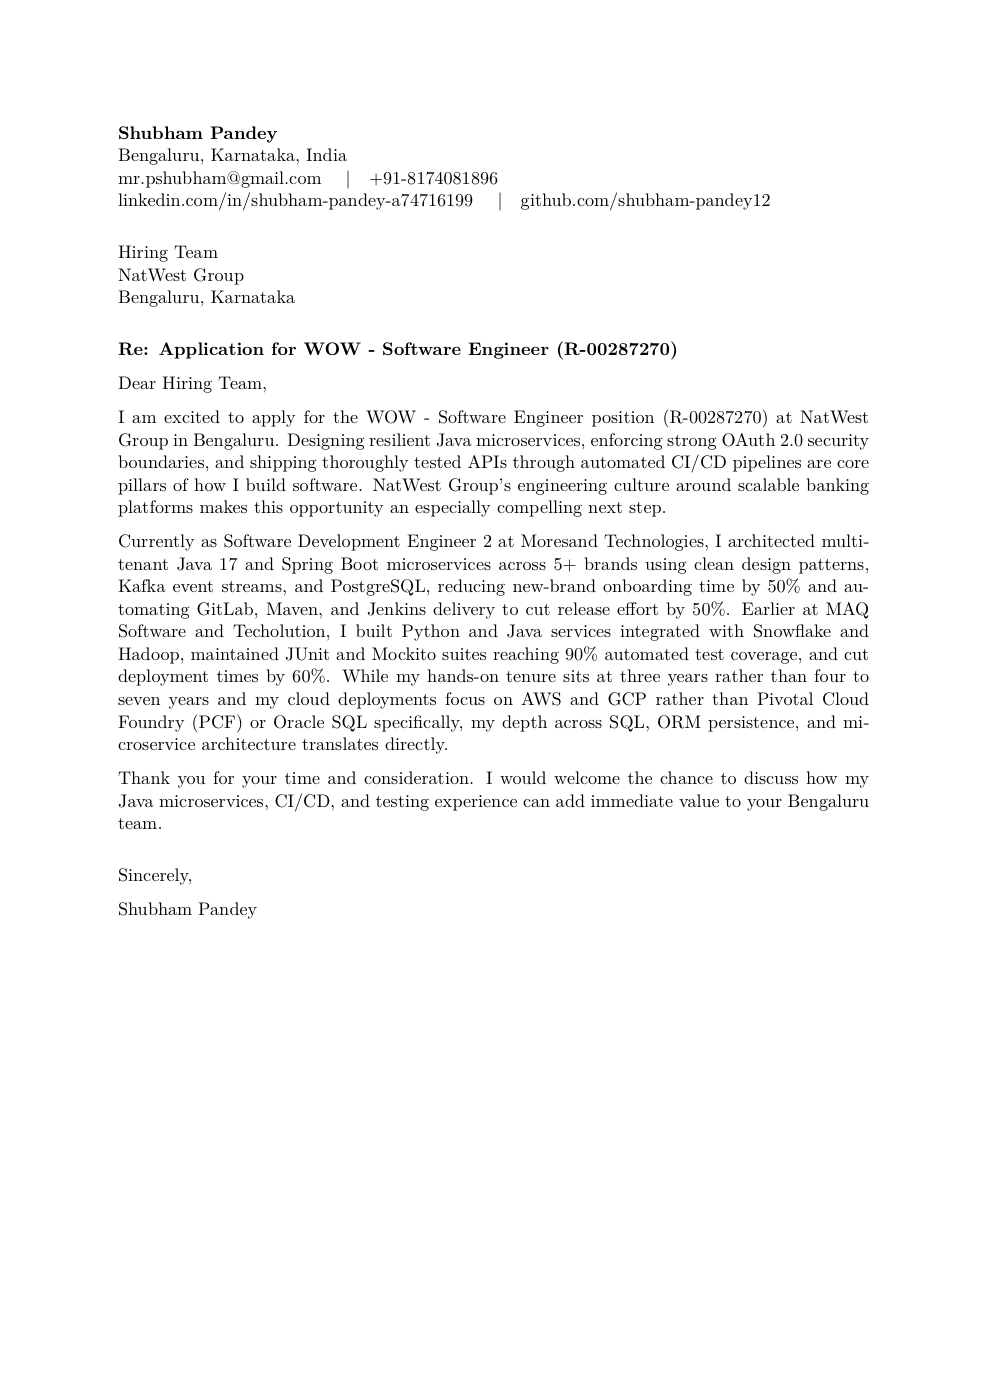 Shubham Pandey
Bengaluru, Karnataka, India
mr.pshubham@gmail.com | +91-8174081896
linkedin.com/in/shubham-pandey-a74716199 | github.com/shubham-pandey12
Hiring Team
NatWest Group
Bengaluru, Karnataka
Re: Application for WOW - Software Engineer (R-00287270)
Dear Hiring Team,
I am excited to apply for the WOW - Software Engineer position (R-00287270) at NatWest
Group in Bengaluru. Designing resilient Java microservices, enforcing strong OAuth 2.0 security
boundaries, and shipping thoroughly tested APIs through automated CI/CD pipelines are core
pillars of how I build software. NatWest Group's engineering culture around scalable banking
platforms makes this opportunity an especially compelling next step.
Currently as Software Development Engineer 2 at Moresand Technologies, I architected multi-
tenant Java 17 and Spring Boot microservices across 5+ brands using clean design patterns,
Kafka event streams, and PostgreSQL, reducing new-brand onboarding time by 50% and au-
tomating GitLab, Maven, and Jenkins delivery to cut release effort by 50%. Earlier at MAQ
Software and Techolution, I built Python and Java services integrated with Snowflake and
Hadoop, maintained JUnit and Mockito suites reaching 90% automated test coverage, and cut
deployment times by 60%. While my hands-on tenure sits at three years rather than four to
seven years and my cloud deployments focus on AWS and GCP rather than Pivotal Cloud
Foundry (PCF) or Oracle SQL specifically, my depth across SQL, ORM persistence, and mi-
croservice architecture translates directly.
Thank you for your time and consideration. I would welcome the chance to discuss how my
Java microservices, CI/CD, and testing experience can add immediate value to your Bengaluru
team.
Sincerely,
Shubham Pandey